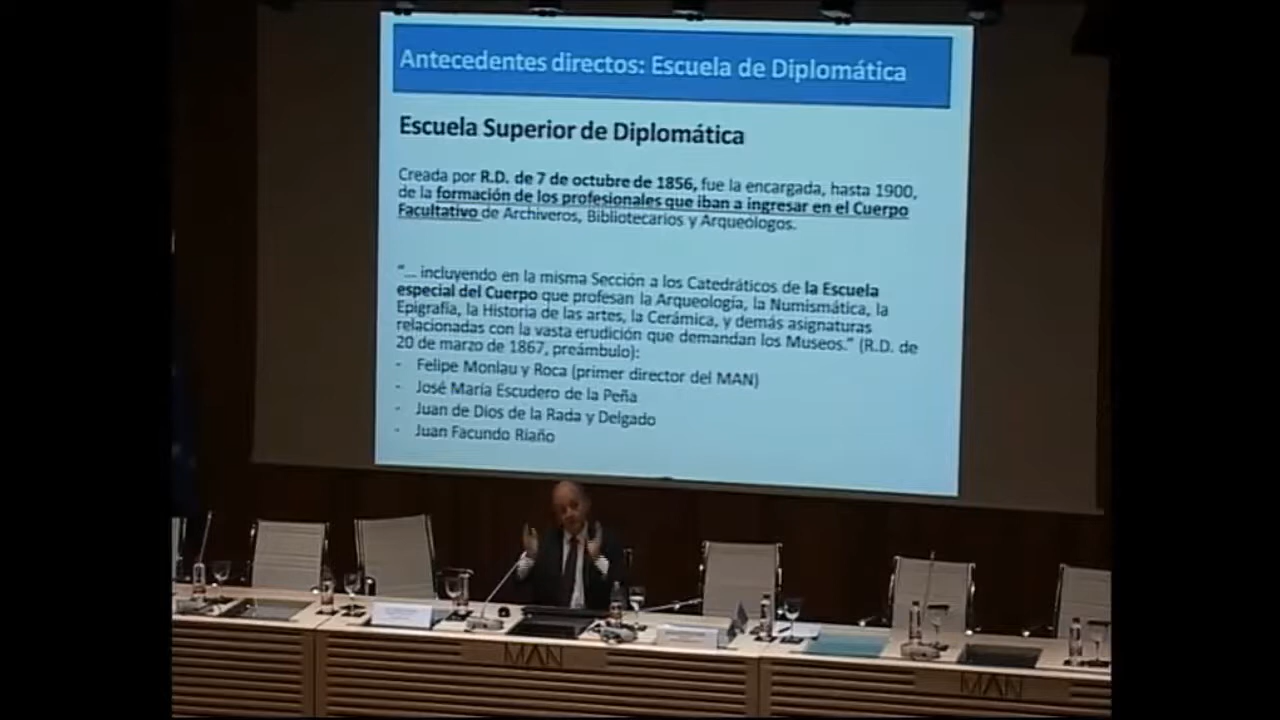 Antecedentes directos: Escuela de Diplomática
Escuela Superior de Diplomática
Creada por R.D. de 7 de octubre de 1856, fue la encargada, hasta 1900,
de la formación de los profesionales que iban a ingresar en el Cuerpo
Facultativo de Archiveros, Bibliotecarios y Arqueólogos.
"... incluyendo en la misma Sección a los Catedráticos de la Escuela
especial del Cuerpo que profesan la Arqueología, la Numismática, la
Epigrafía, la Historia de las artes, la Cerámica, y demás asignaturas
relacionadas con la vasta erudición que demandan los Museos." (R.D. de
20 de marzo de 1867, preámbulo):
- Felipe Monlau y Roca (primer director del MAN)
- José María Escudero de la Peña
- Juan de Dios de la Rada y Delgado
- Juan Facundo Riaño
MAN
MAN